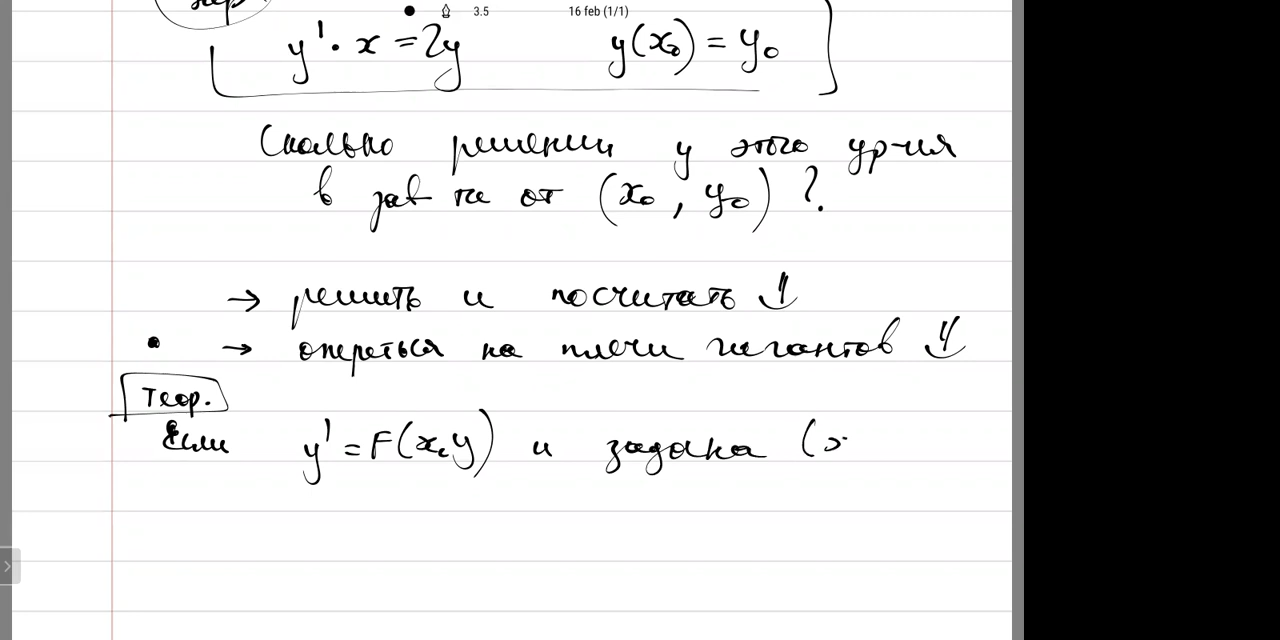 3.5 16 feb (1/1)
y' · x = 2y y(x₀) = y₀
Сколько решении у этого ур-ия
в зав ти от (x₀, y₀) ?
→ решить и посчитать
• → опереться на плечи гигантов
Теор.
Если y' = F(x, y) и задана (x